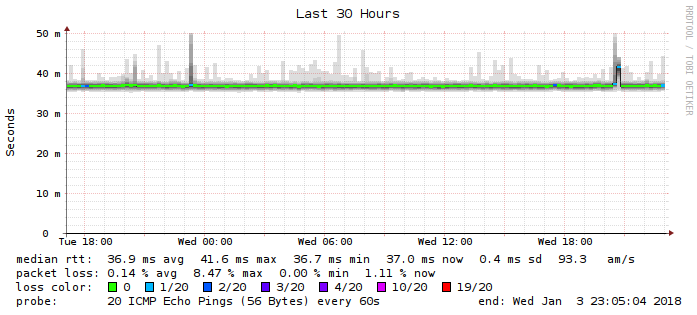 Last 30 Hours
RRDTOOL / TOBI OETIKER
Seconds
50 m
40 m
30 m
20 m
10 m
0
Tue 18:00 Wed 00:00 Wed 06:00 Wed 12:00 Wed 18:00
median rtt: 36.9 ms avg 41.6 ms max 36.7 ms min 37.0 ms now 0.4 ms sd 93.3 am/s
packet loss: 0.14 % avg 8.47 % max 0.00 % min 1.11 % now
loss color: 0 1/20 2/20 3/20 4/20 10/20 19/20
probe: 20 ICMP Echo Pings (56 Bytes) every 60s end: Wed Jan 3 23:05:04 2018